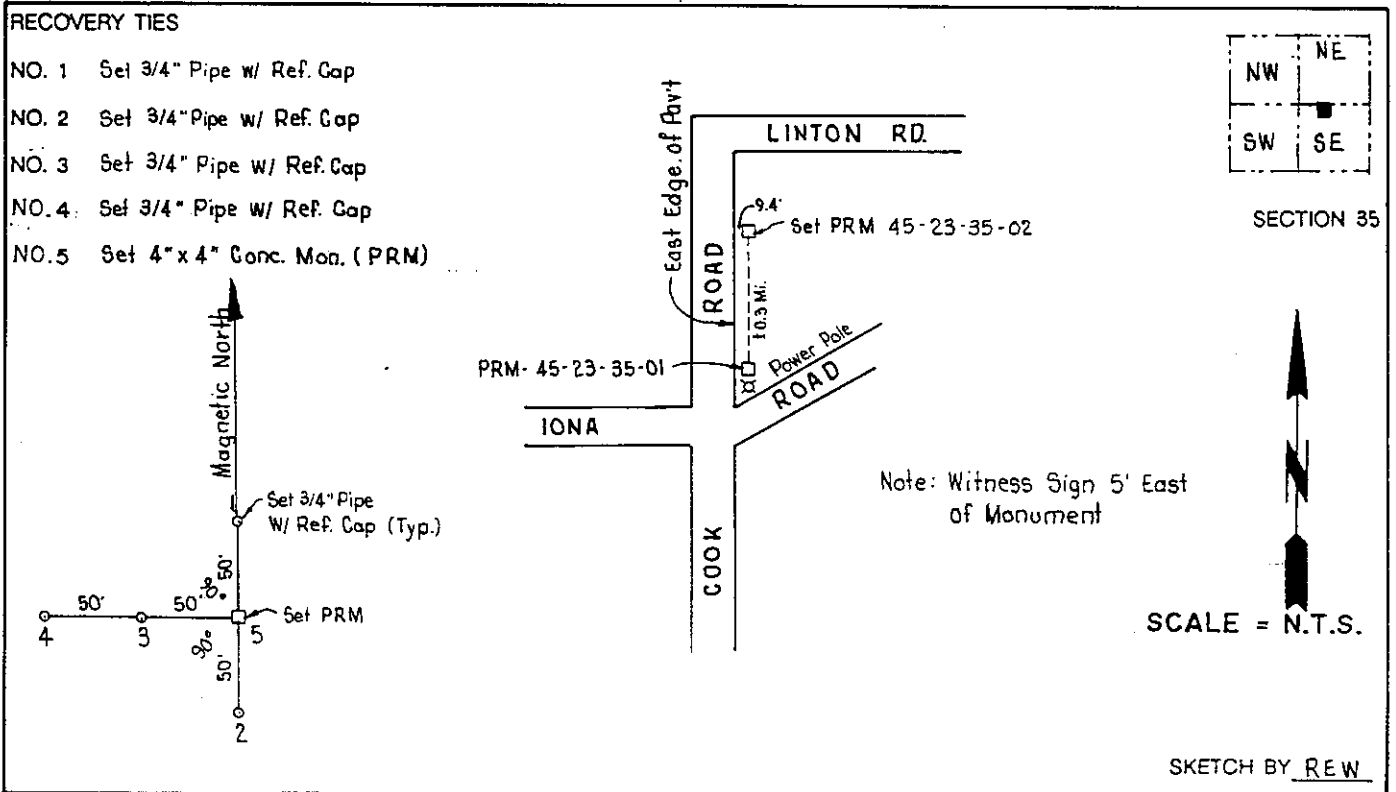 RECOVERY TIES
NO. 1 Set 3/4" Pipe w/ Ref. Cap
NO. 2 Set 3/4" Pipe w/ Ref. Cap
NO. 3 Set 3/4" Pipe w/ Ref. Cap
NO. 4 Set 3/4" Pipe w/ Ref. Cap
NO. 5 Set 4" x 4" Conc. Mon. (PRM)
Magnetic North
Set 3/4" Pipe
W/ Ref. Cap (Typ.)
50'
90°
50'
50'
Set PRM
4
3
5
90°
50'
2
LINTON RD.
East Edge of Pav't
ROAD
9.4'
Set PRM 45-23-35-02
± 0.3 Mi.
PRM-45-23-35-01
Power Pole
ROAD
IONA
COOK
Note: Witness Sign 5' East
of Monument
NW NE
SW SE
SECTION 35
N
SCALE = N.T.S.
SKETCH BY REW